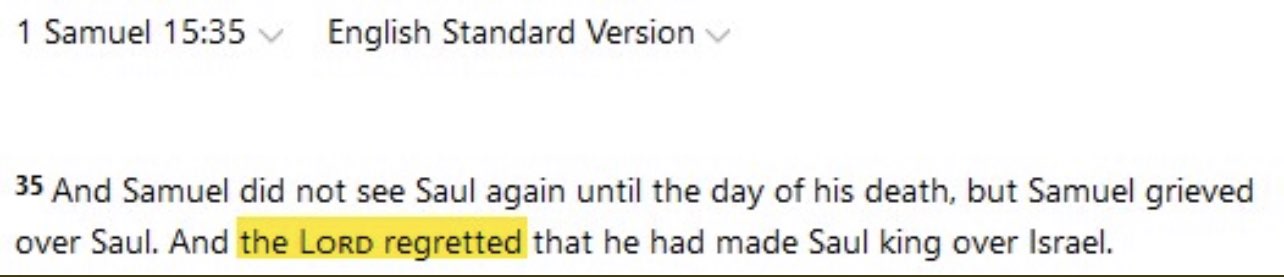 1 Samuel 15:35 English Standard Version
35 And Samuel did not see Saul again until the day of his death, but Samuel grieved
over Saul. And the LORD regretted that he had made Saul king over Israel.